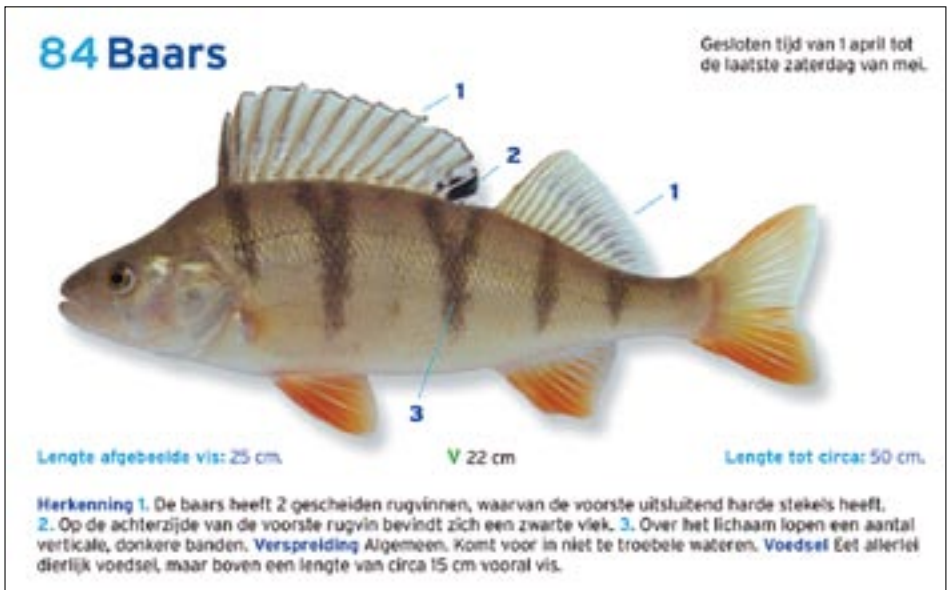 84 Baars
Gesloten tijd van 1 april tot
de laatste zaterdag van mei.
1
2
1
3
Lengte afgebeelde vis: 25 cm.
V 22 cm
Lengte tot circa: 50 cm.
Herkenning 1. De baars heeft 2 gescheiden rugvinnen, waarvan de voorste uitsluitend harde stekels heeft.
2. Op de achterzijde van de voorste rugvin bevindt zich een zwarte vlek. 3. Over het lichaam lopen een aantal
verticale, donkere banden. Verspreiding Algemeen. Komt voor in niet te troebele wateren. Voedsel Eet allerlei
dierlijk voedsel, maar boven een lengte van circa 15 cm vooral vis.